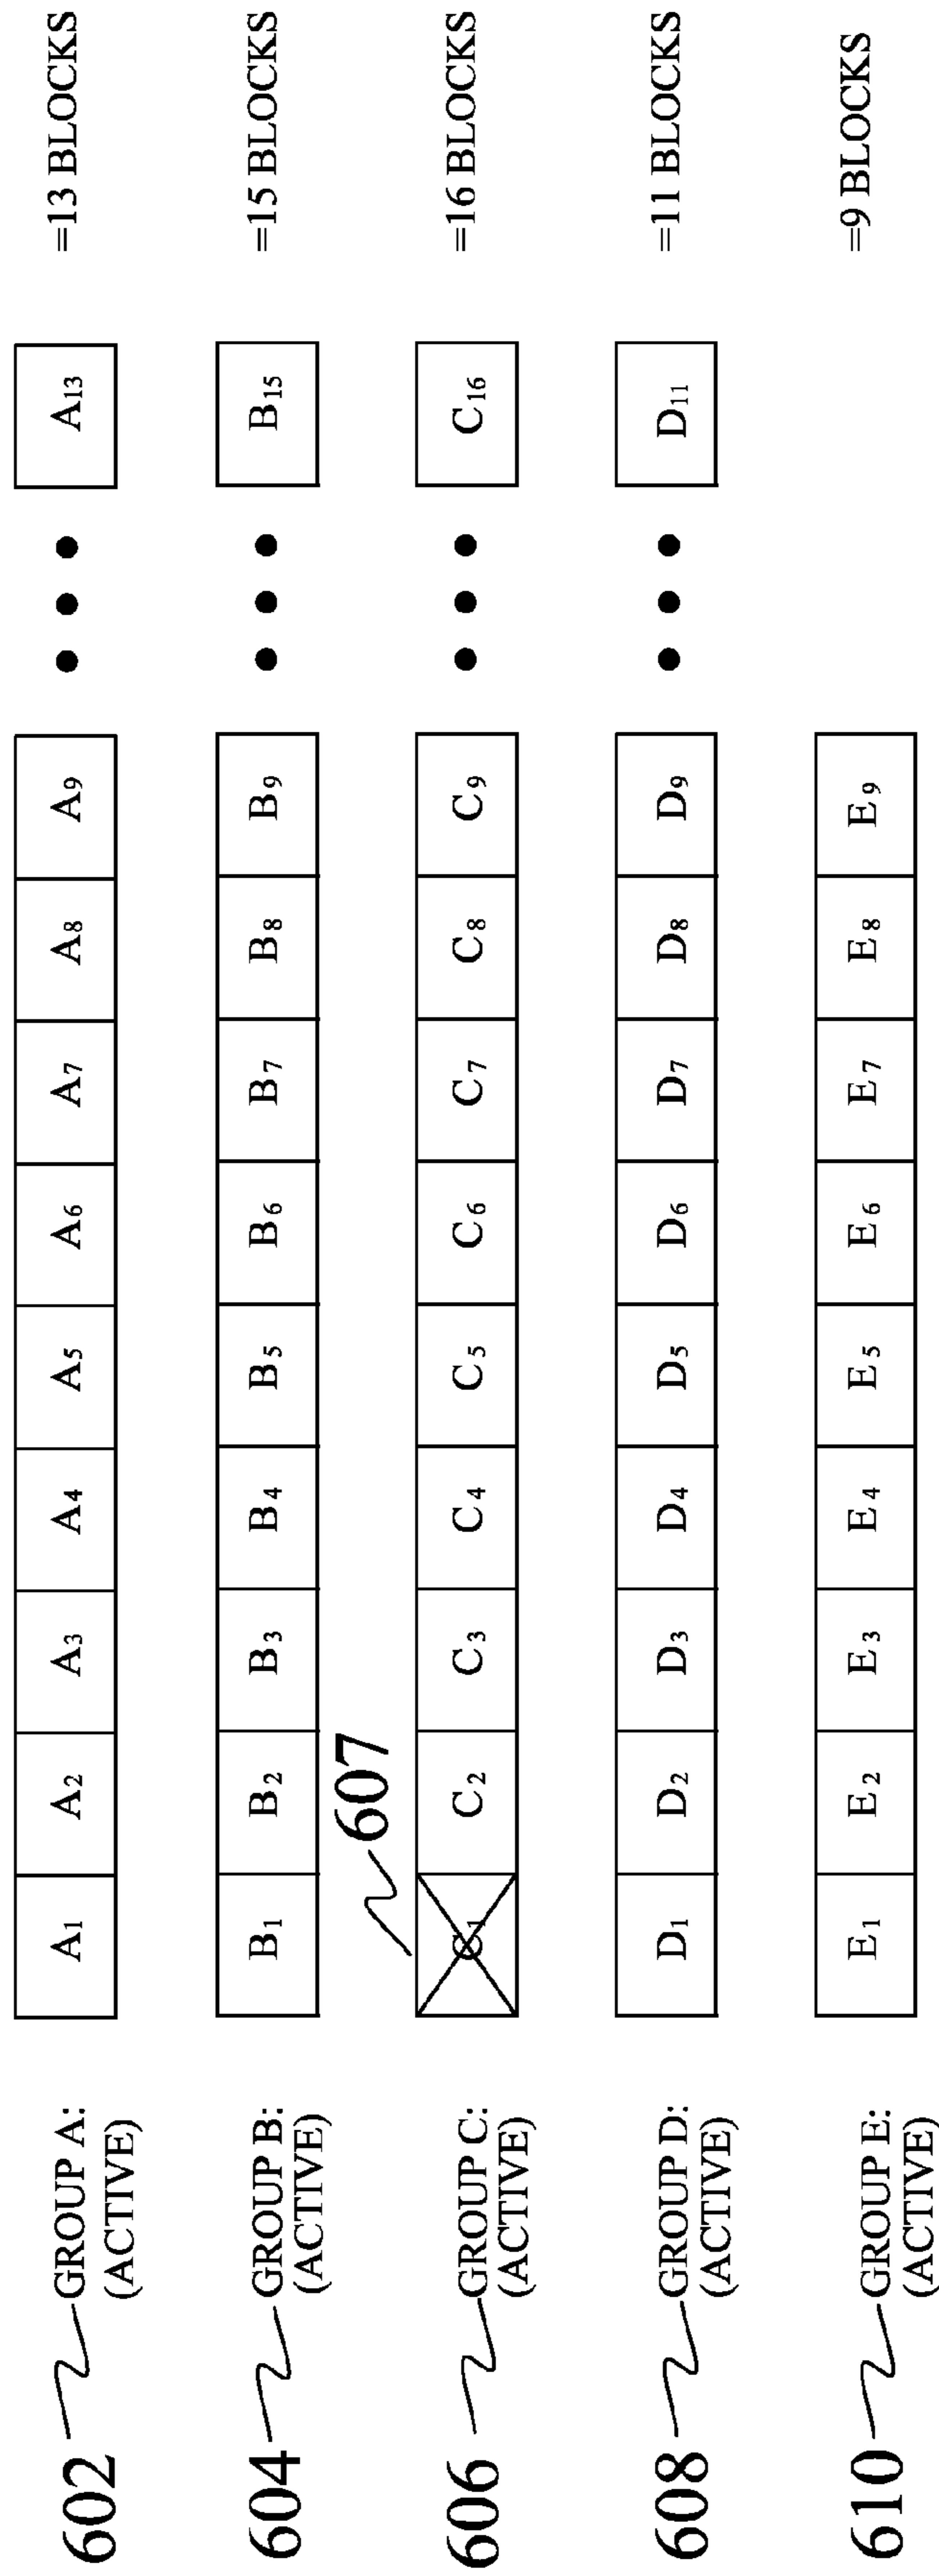 602 GROUP A: A1 A2 A3 A4 A5 A6 A7 A8 A9 ● ● ● A13 =13 BLOCKS
(ACTIVE)
604 GROUP B: B1 B2 B3 B4 B5 B6 B7 B8 B9 ● ● ● B15 =15 BLOCKS
(ACTIVE)
607
606 GROUP C: C1 C2 C3 C4 C5 C6 C7 C8 C9 ● ● ● C16 =16 BLOCKS
(ACTIVE)
608 GROUP D: D1 D2 D3 D4 D5 D6 D7 D8 D9 ● ● ● D11 =11 BLOCKS
(ACTIVE)
610 GROUP E: E1 E2 E3 E4 E5 E6 E7 E8 E9 =9 BLOCKS
(ACTIVE)